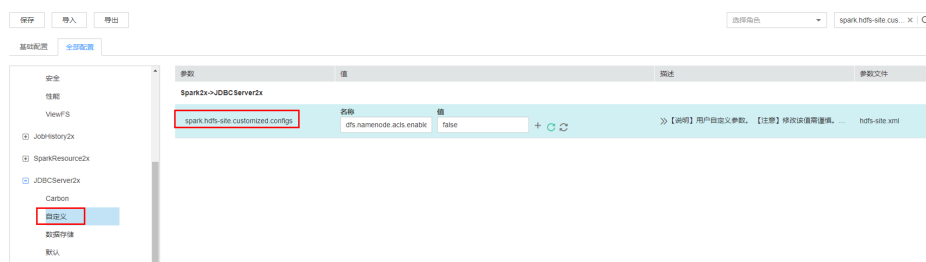 保存 导入 导出 选择角色 spark.hdfs-site.cus... ×
基础配置 全部配置
参数 值 描述 参数文件
安全
性能
ViewFS
JobHistory2x
SparkResource2x
JDBCServer2x
Carbon
自定义
数据存储
默认
Spark2x->JDBCServer2x
名称 值
spark.hdfs-site.customized.configs dfs.namenode.acls.enable false + 【说明】用户自定义参数。 【注意】修改该值需谨慎。... hdfs-site.xml